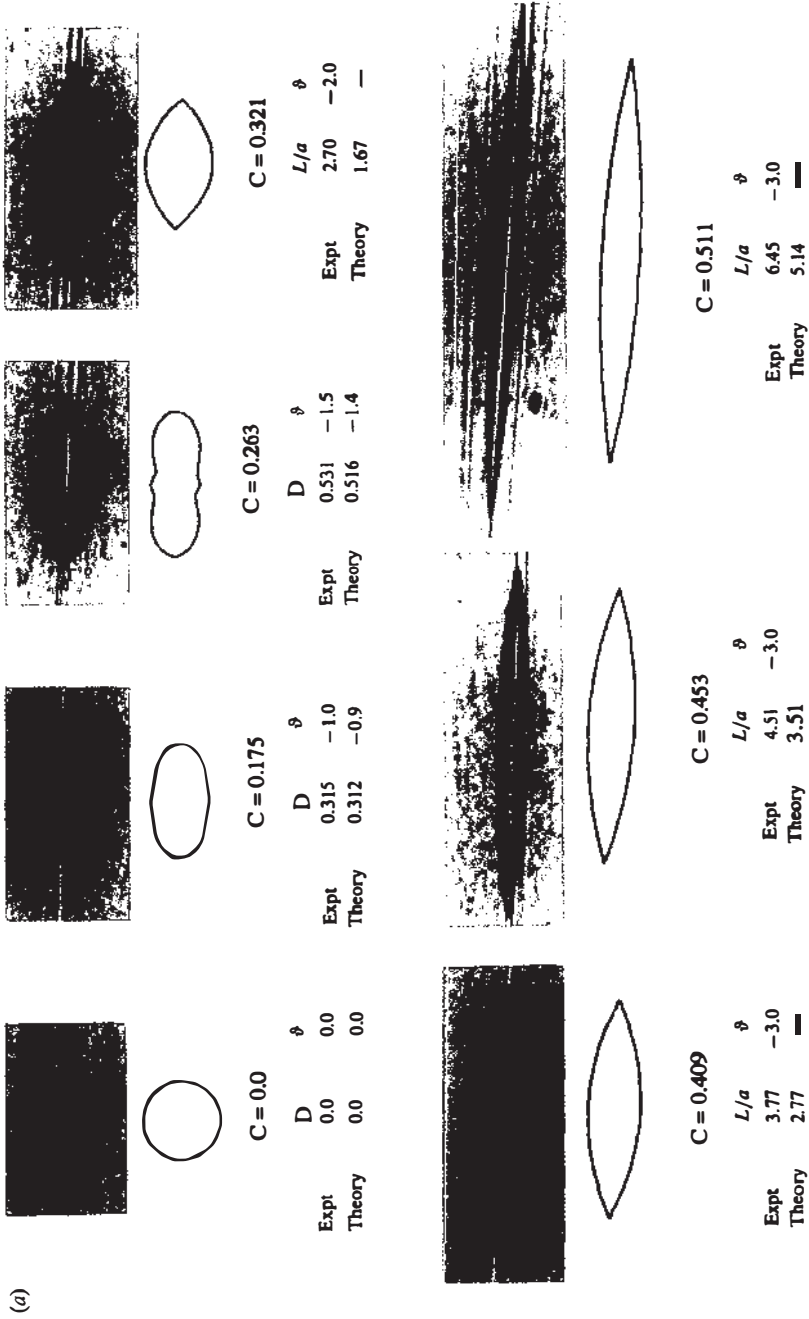 (a)
C = 0.0
D ϑ
Expt 0.0 0.0
Theory 0.0 0.0
C = 0.175
D ϑ
Expt 0.315 −1.0
Theory 0.312 −0.9
C = 0.263
D ϑ
Expt 0.531 −1.5
Theory 0.516 −1.4
C = 0.321
L/a ϑ
Expt 2.70 −2.0
Theory 1.67 —
C = 0.409
L/a ϑ
Expt 3.77 −3.0
Theory 2.77 —
C = 0.453
L/a ϑ
Expt 4.51 −3.0
Theory 3.51
C = 0.511
L/a ϑ
Expt 6.45 −3.0
Theory 5.14 —